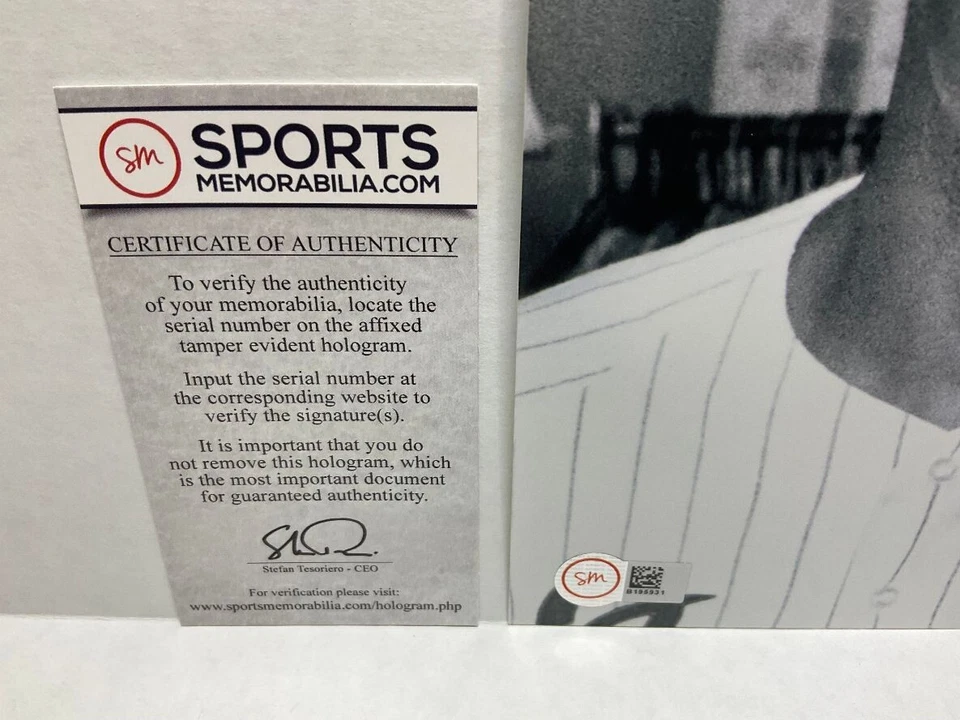 sm SPORTS
MEMORABILIA.COM
CERTIFICATE OF AUTHENTICITY
To verify the authenticity
of your memorabilia, locate the
serial number on the affixed
tamper evident hologram.
Input the serial number at
the corresponding website to
verify the signature(s).
It is important that you do
not remove this hologram, which
is the most important document
for guaranteed authenticity.
Stefan Tesoriero - CEO
For verification please visit:
www.sportsmemorabilia.com/hologram.php
sm
B195931